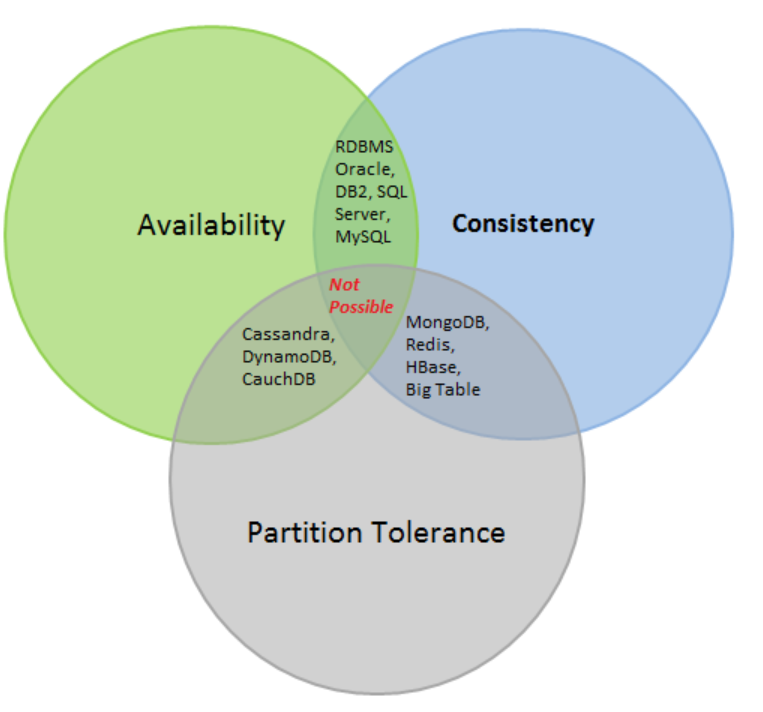 RDBMS
Oracle,
DB2, SQL
Server,
MySQL
Availability
Consistency
Not
Possible
Cassandra,
DynamoDB,
CauchDB
MongoDB,
Redis,
HBase,
Big Table
Partition Tolerance